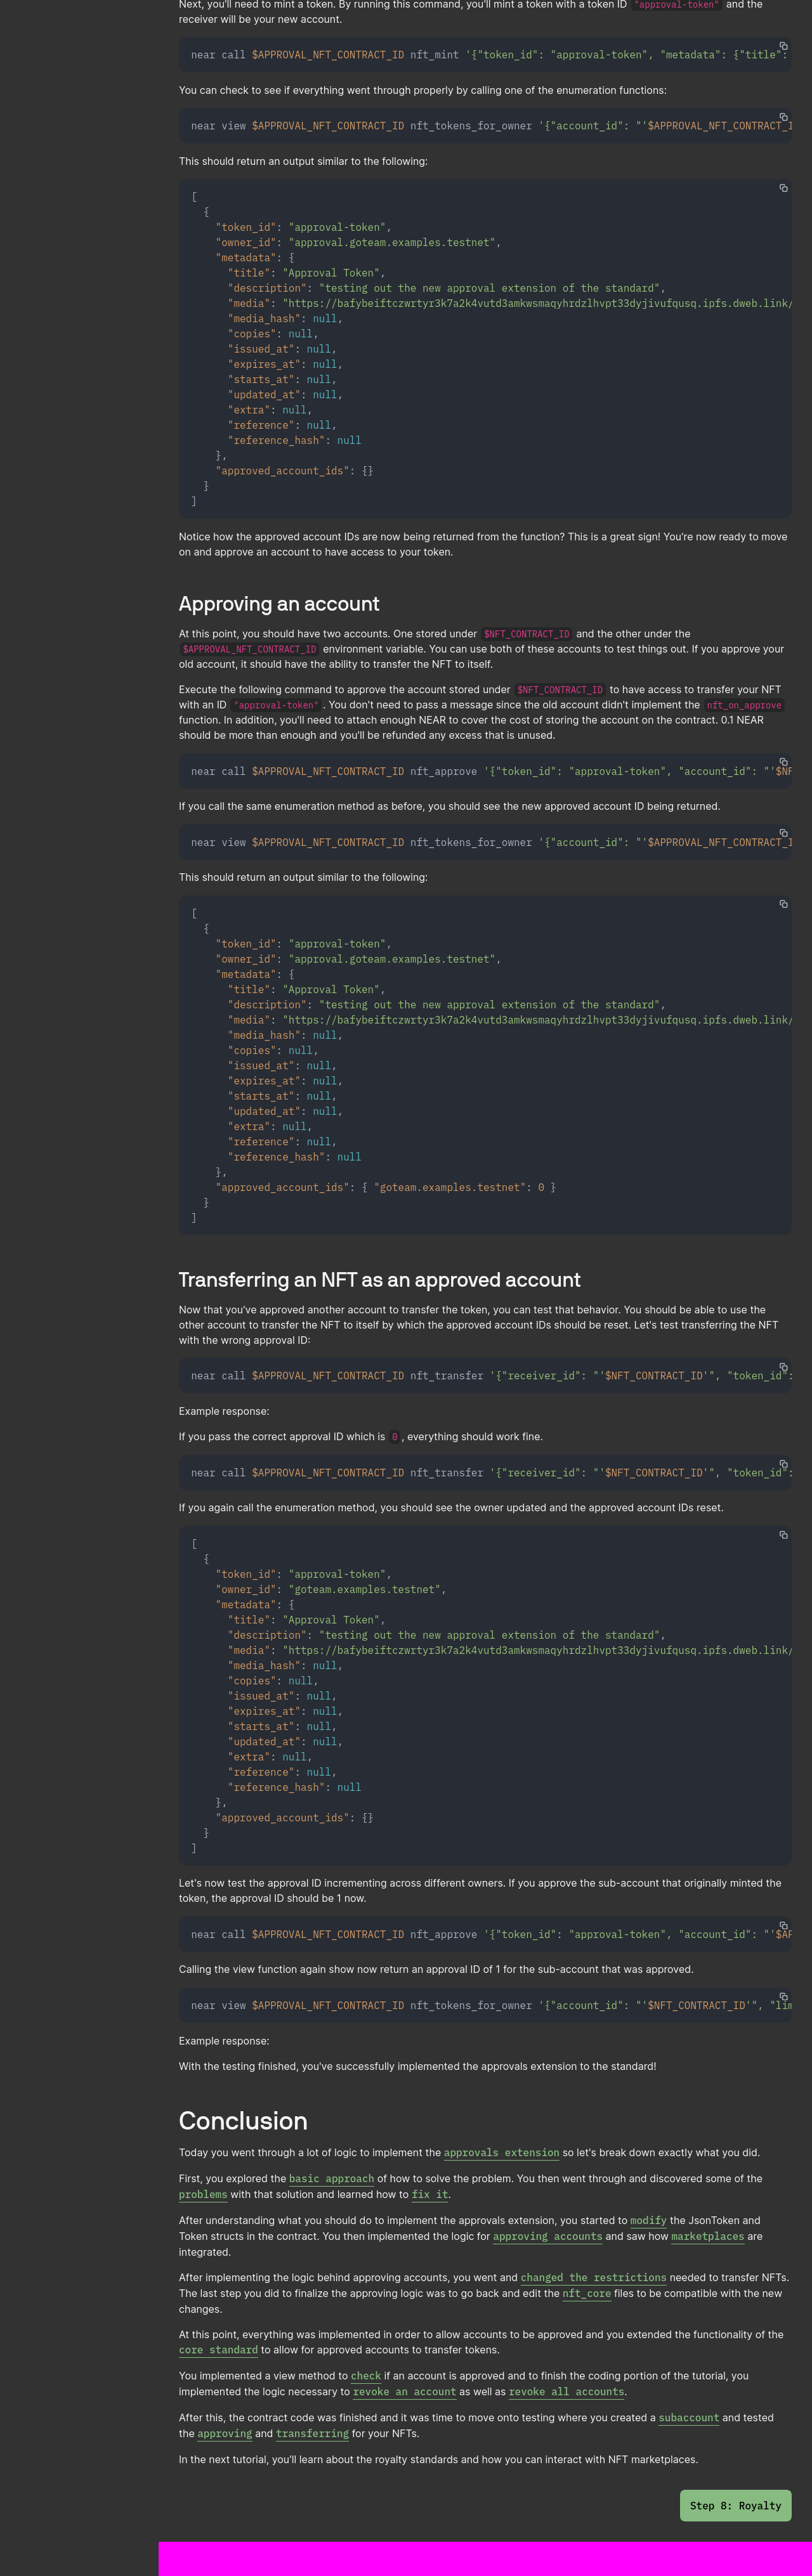 Next, you'll need to mint a token. By running this command, you'll mint a token with a token ID "approval-token" and the
receiver will be your new account.
near call $APPROVAL_NFT_CONTRACT_ID nft_mint '{"token_id": "approval-token", "metadata": {"title":
You can check to see if everything went through properly by calling one of the enumeration functions:
near view $APPROVAL_NFT_CONTRACT_ID nft_tokens_for_owner '{"account_id": "'$APPROVAL_NFT_CONTRACT_I
This should return an output similar to the following:
[
{
"token_id": "approval-token",
"owner_id": "approval.goteam.examples.testnet",
"metadata": {
"title": "Approval Token",
"description": "testing out the new approval extension of the standard",
"media": "https://bafybeiftczwrtyr3k7a2k4vutd3amkwsmaqyhrdzlhvpt33dyjivufqusq.ipfs.dweb.link/
"media_hash": null,
"copies": null,
"issued_at": null,
"expires_at": null,
"starts_at": null,
"updated_at": null,
"extra": null,
"reference": null,
"reference_hash": null
},
"approved_account_ids": {}
}
]
Notice how the approved account IDs are now being returned from the function? This is a great sign! You're now ready to move
on and approve an account to have access to your token.
Approving an account
At this point, you should have two accounts. One stored under $NFT_CONTRACT_ID and the other under the
$APPROVAL_NFT_CONTRACT_ID environment variable. You can use both of these accounts to test things out. If you approve your
old account, it should have the ability to transfer the NFT to itself.
Execute the following command to approve the account stored under $NFT_CONTRACT_ID to have access to transfer your NFT
with an ID "approval-token". You don't need to pass a message since the old account didn't implement the nft_on_approve
function. In addition, you'll need to attach enough NEAR to cover the cost of storing the account on the contract. 0.1 NEAR
should be more than enough and you'll be refunded any excess that is unused.
near call $APPROVAL_NFT_CONTRACT_ID nft_approve '{"token_id": "approval-token", "account_id": "'$NF
If you call the same enumeration method as before, you should see the new approved account ID being returned.
near view $APPROVAL_NFT_CONTRACT_ID nft_tokens_for_owner '{"account_id": "'$APPROVAL_NFT_CONTRACT_I
This should return an output similar to the following:
[
{
"token_id": "approval-token",
"owner_id": "approval.goteam.examples.testnet",
"metadata": {
"title": "Approval Token",
"description": "testing out the new approval extension of the standard",
"media": "https://bafybeiftczwrtyr3k7a2k4vutd3amkwsmaqyhrdzlhvpt33dyjivufqusq.ipfs.dweb.link/
"media_hash": null,
"copies": null,
"issued_at": null,
"expires_at": null,
"starts_at": null,
"updated_at": null,
"extra": null,
"reference": null,
"reference_hash": null
},
"approved_account_ids": { "goteam.examples.testnet": 0 }
}
]
Transferring an NFT as an approved account
Now that you've approved another account to transfer the token, you can test that behavior. You should be able to use the
other account to transfer the NFT to itself by which the approved account IDs should be reset. Let's test transferring the NFT
with the wrong approval ID:
near call $APPROVAL_NFT_CONTRACT_ID nft_transfer '{"receiver_id": "'$NFT_CONTRACT_ID'", "token_id":
Example response:
If you pass the correct approval ID which is 0, everything should work fine.
near call $APPROVAL_NFT_CONTRACT_ID nft_transfer '{"receiver_id": "'$NFT_CONTRACT_ID'", "token_id":
If you again call the enumeration method, you should see the owner updated and the approved account IDs reset.
[
{
"token_id": "approval-token",
"owner_id": "goteam.examples.testnet",
"metadata": {
"title": "Approval Token",
"description": "testing out the new approval extension of the standard",
"media": "https://bafybeiftczwrtyr3k7a2k4vutd3amkwsmaqyhrdzlhvpt33dyjivufqusq.ipfs.dweb.link/
"media_hash": null,
"copies": null,
"issued_at": null,
"expires_at": null,
"starts_at": null,
"updated_at": null,
"extra": null,
"reference": null,
"reference_hash": null
},
"approved_account_ids": {}
}
]
Let's now test the approval ID incrementing across different owners. If you approve the sub-account that originally minted the
token, the approval ID should be 1 now.
near call $APPROVAL_NFT_CONTRACT_ID nft_approve '{"token_id": "approval-token", "account_id": "'$AP
Calling the view function again show now return an approval ID of 1 for the sub-account that was approved.
near view $APPROVAL_NFT_CONTRACT_ID nft_tokens_for_owner '{"account_id": "'$NFT_CONTRACT_ID'", "lim
Example response:
With the testing finished, you've successfully implemented the approvals extension to the standard!
Conclusion
Today you went through a lot of logic to implement the approvals extension so let's break down exactly what you did.
First, you explored the basic approach of how to solve the problem. You then went through and discovered some of the
problems with that solution and learned how to fix it.
After understanding what you should do to implement the approvals extension, you started to modify the JsonToken and
Token structs in the contract. You then implemented the logic for approving accounts and saw how marketplaces are
integrated.
After implementing the logic behind approving accounts, you went and changed the restrictions needed to transfer NFTs.
The last step you did to finalize the approving logic was to go back and edit the nft_core files to be compatible with the new
changes.
At this point, everything was implemented in order to allow accounts to be approved and you extended the functionality of the
core standard to allow for approved accounts to transfer tokens.
You implemented a view method to check if an account is approved and to finish the coding portion of the tutorial, you
implemented the logic necessary to revoke an account as well as revoke all accounts.
After this, the contract code was finished and it was time to move onto testing where you created a subaccount and tested
the approving and transferring for your NFTs.
In the next tutorial, you'll learn about the royalty standards and how you can interact with NFT marketplaces.
Step 8: Royalty